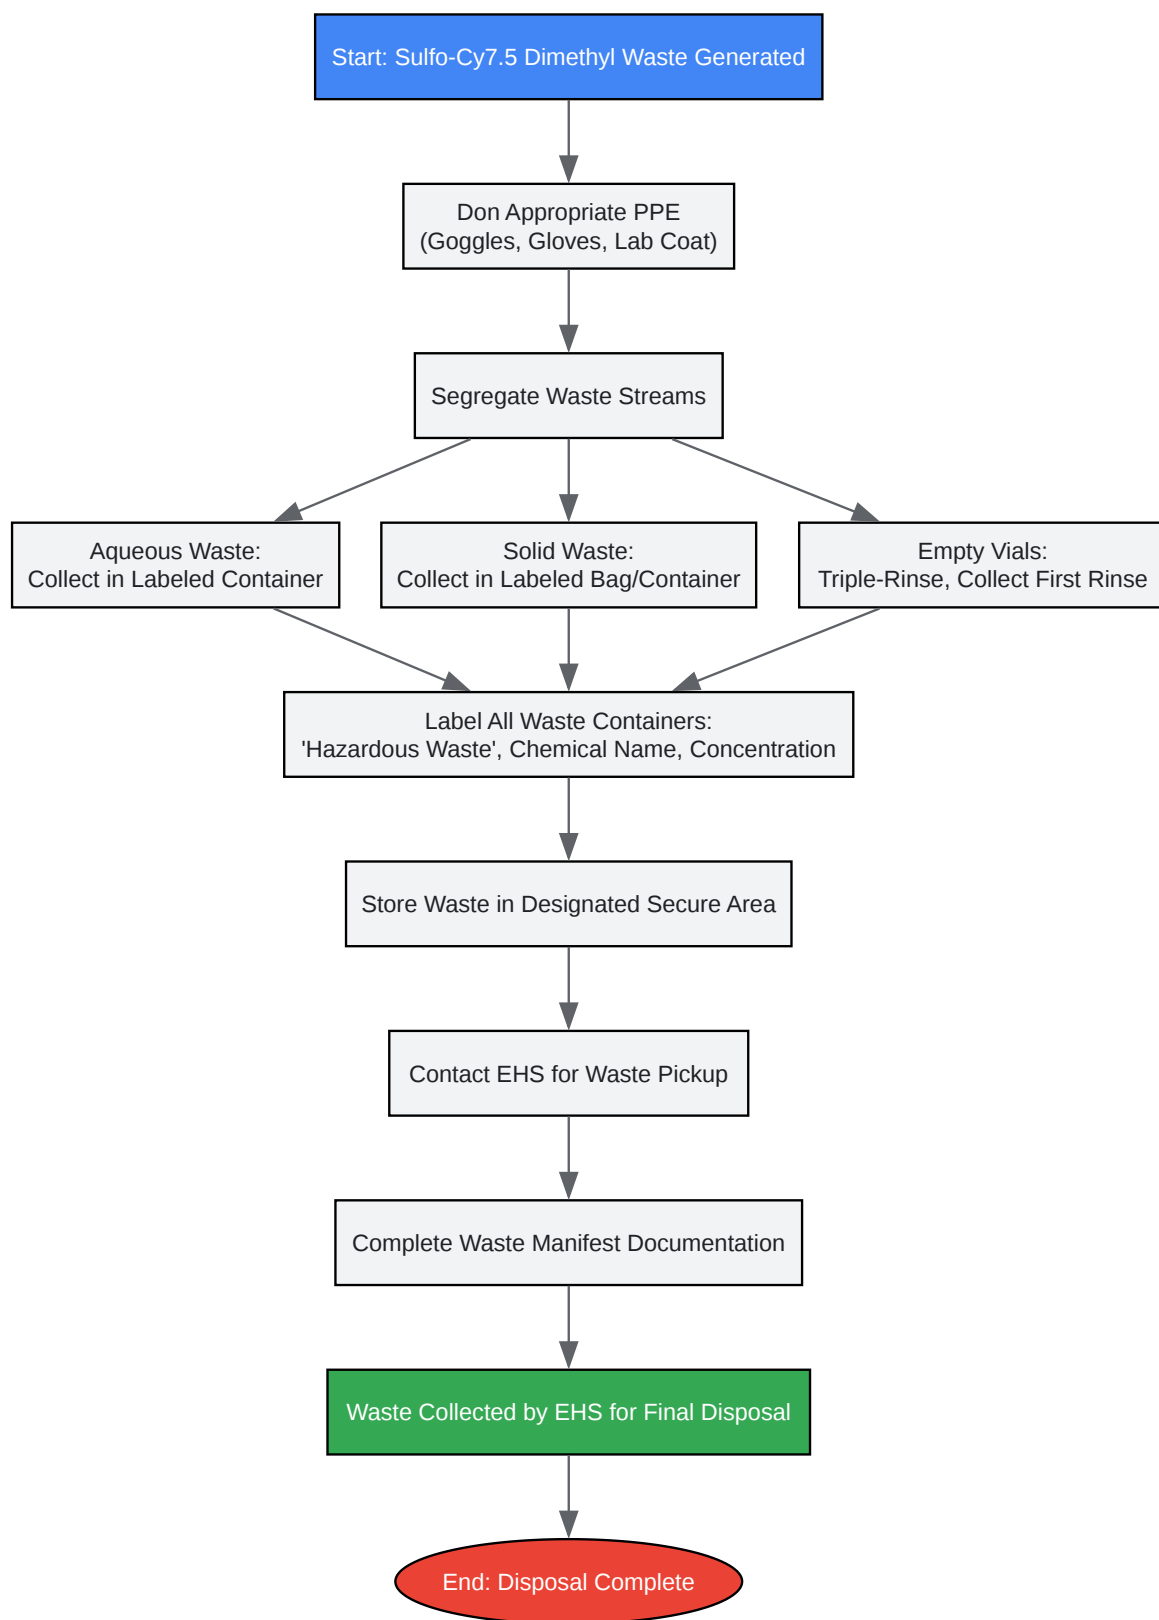 Start: Sulfo-Cy7.5 Dimethyl Waste Generated
Don Appropriate PPE
(Goggles, Gloves, Lab Coat)
Segregate Waste Streams
Aqueous Waste:
Collect in Labeled Container
Solid Waste:
Collect in Labeled Bag/Container
Empty Vials:
Triple-Rinse, Collect First Rinse
Label All Waste Containers:
'Hazardous Waste', Chemical Name, Concentration
Store Waste in Designated Secure Area
Contact EHS for Waste Pickup
Complete Waste Manifest Documentation
Waste Collected by EHS for Final Disposal
End: Disposal Complete